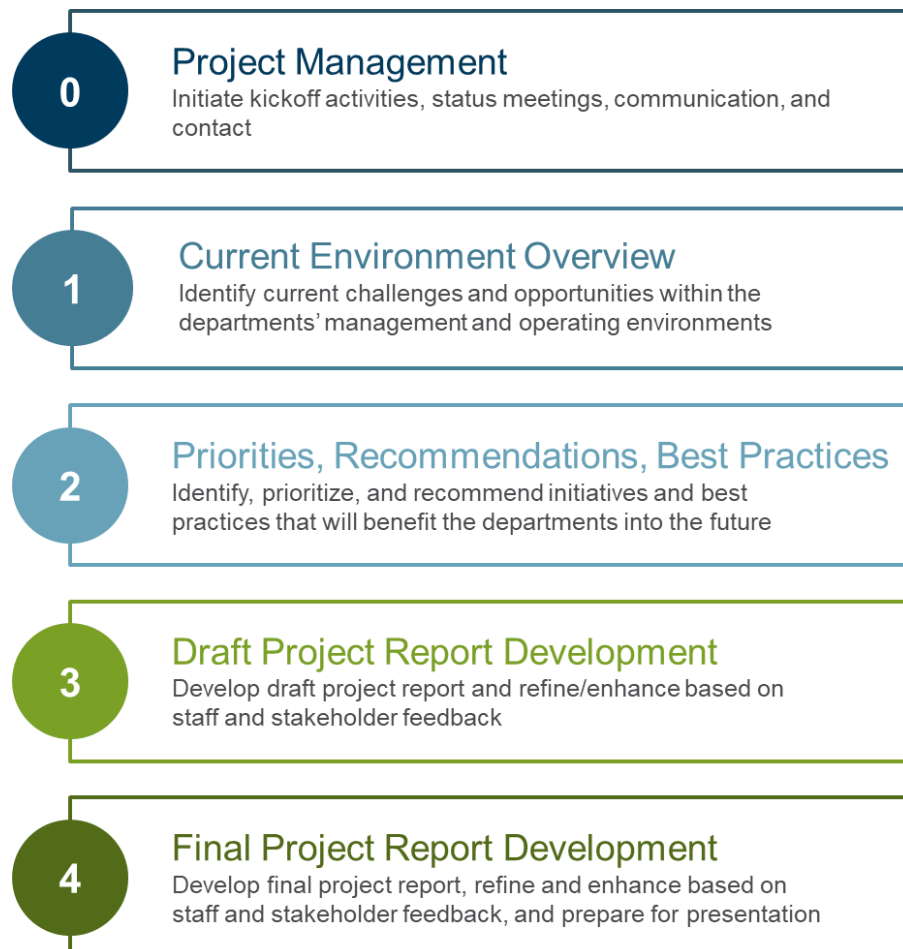 0
Project Management
Initiate kickoff activities, status meetings, communication, and
contact
1
Current Environment Overview
Identify current challenges and opportunities within the
departments’ management and operating environments
2
Priorities, Recommendations, Best Practices
Identify, prioritize, and recommend initiatives and best
practices that will benefit the departments into the future
3
Draft Project Report Development
Develop draft project report and refine/enhance based on
staff and stakeholder feedback
4
Final Project Report Development
Develop final project report, refine and enhance based on
staff and stakeholder feedback, and prepare for presentation